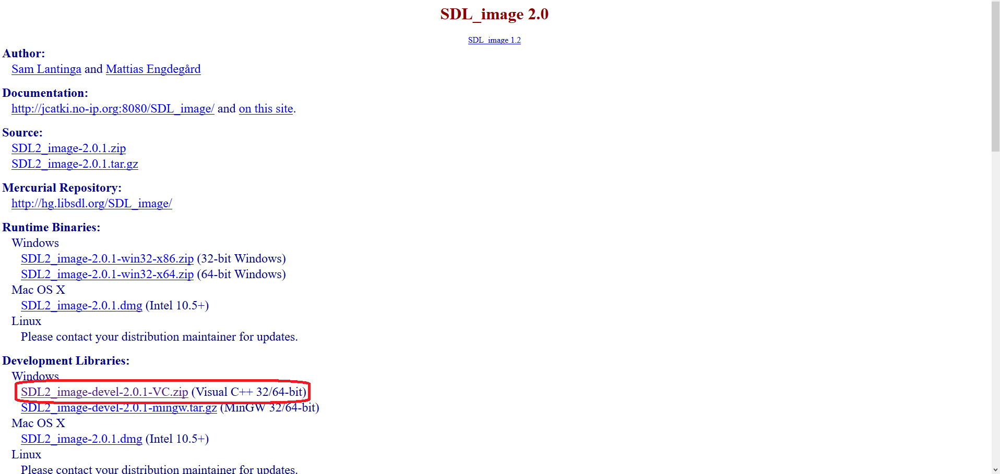 SDL_image 2.0
SDL_image 1.2
Author:
Sam Lantinga and Mattias Engdegård
Documentation:
http://jcatki.no-ip.org:8080/SDL_image/ and on this site.
Source:
SDL2_image-2.0.1.zip
SDL2_image-2.0.1.tar.gz
Mercurial Repository:
http://hg.libsdl.org/SDL_image/
Runtime Binaries:
Windows
SDL2_image-2.0.1-win32-x86.zip (32-bit Windows)
SDL2_image-2.0.1-win32-x64.zip (64-bit Windows)
Mac OS X
SDL2_image-2.0.1.dmg (Intel 10.5+)
Linux
Please contact your distribution maintainer for updates.
Development Libraries:
Windows
SDL2_image-devel-2.0.1-VC.zip (Visual C++ 32/64-bit)
SDL2_image-devel-2.0.1-mingw.tar.gz (MinGW 32/64-bit)
Mac OS X
SDL2_image-2.0.1.dmg (Intel 10.5+)
Linux
Please contact your distribution maintainer for updates.